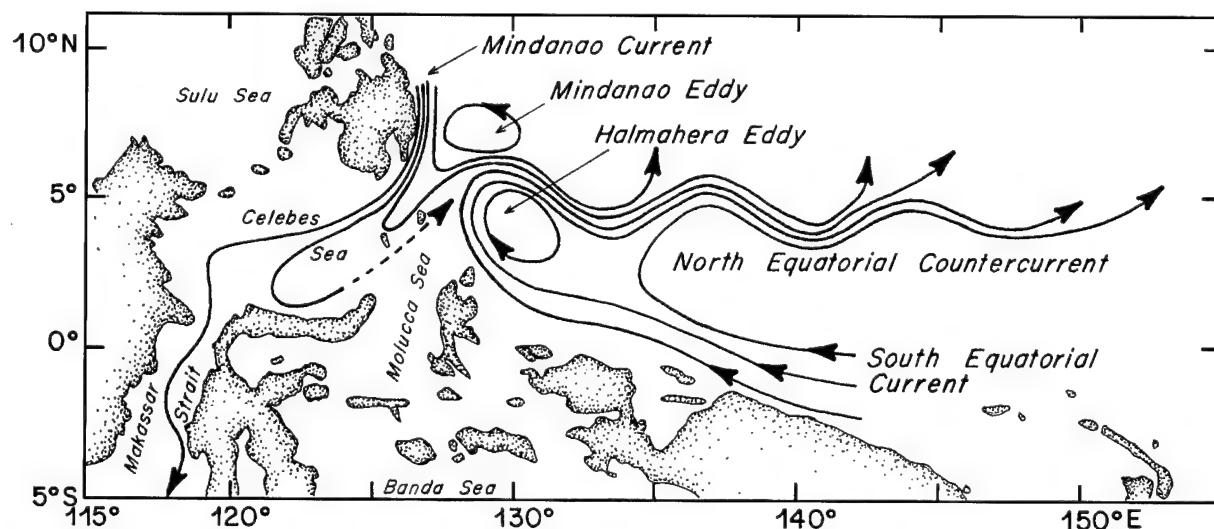 10°N
Mindanao Current
Sulu Sea
Mindanao Eddy
Halmahera Eddy
5°
Celebes
Sea
Molucca Sea
North Equatorial Countercurrent
0°
South Equatorial
Current
Makassar
Strait
Banda Sea
5°S
115°
120°
130°
140°
150°E